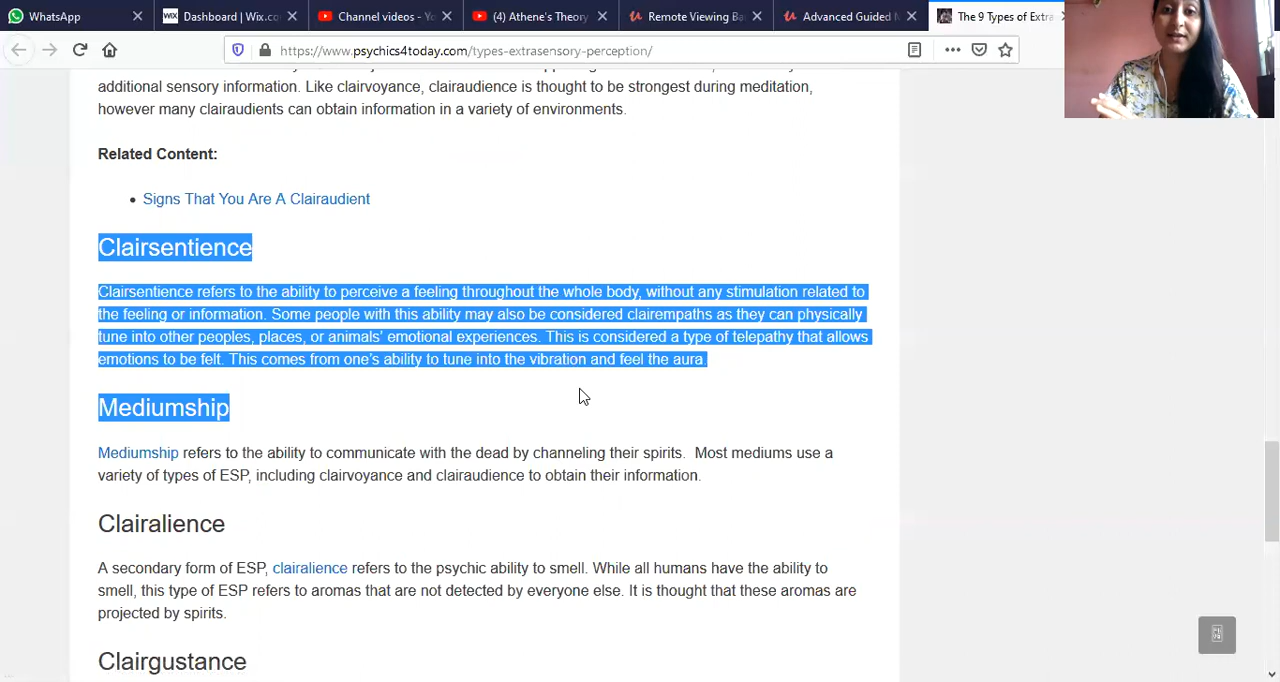 WhatsApp
Dashboard | Wix.co
Channel videos - Yo
(4) Athene's Theory
Remote Viewing Ba
Advanced Guided M
The 9 Types of Extra
https://www.psychics4today.com/types-extrasensory-perception/
additional sensory information. Like clairvoyance, clairaudience is thought to be strongest during meditation,
however many clairaudients can obtain information in a variety of environments.
Related Content:
Signs That You Are A Clairaudient
Clairsentience
Clairsentience refers to the ability to perceive a feeling throughout the whole body, without any stimulation related to
the feeling or information. Some people with this ability may also be considered clairempaths as they can physically
tune into other peoples, places, or animals' emotional experiences. This is considered a type of telepathy that allows
emotions to be felt. This comes from one's ability to tune into the vibration and feel the aura.
Mediumship
Mediumship refers to the ability to communicate with the dead by channeling their spirits. Most mediums use a
variety of types of ESP, including clairvoyance and clairaudience to obtain their information.
Clairalience
A secondary form of ESP, clairalience refers to the psychic ability to smell. While all humans have the ability to
smell, this type of ESP refers to aromas that are not detected by everyone else. It is thought that these aromas are
projected by spirits.
Clairgustance